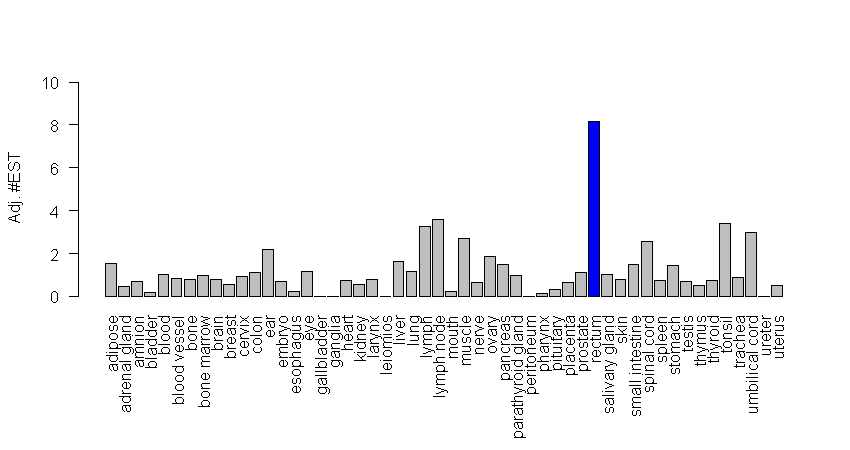 Adj. #EST
10
8
6
4
2
0
adipose
adrenal gland
amnion
bladder
blood
blood vessel
bone
bone marrow
brain
breast
cervix
colon
ear
embryo
esophagus
eye
gallbladder
ganglia
heart
kidney
larynx
leiomios
liver
lung
lymph
lymph node
mouth
muscle
nerve
ovary
pancreas
parathyroid gland
peritoneum
pharynx
pituitary
placenta
prostate
rectum
salivary gland
skin
small intestine
spinal cord
spleen
stomach
testis
thymus
thyroid
tonsil
trachea
umbilical cord
ureter
uterus